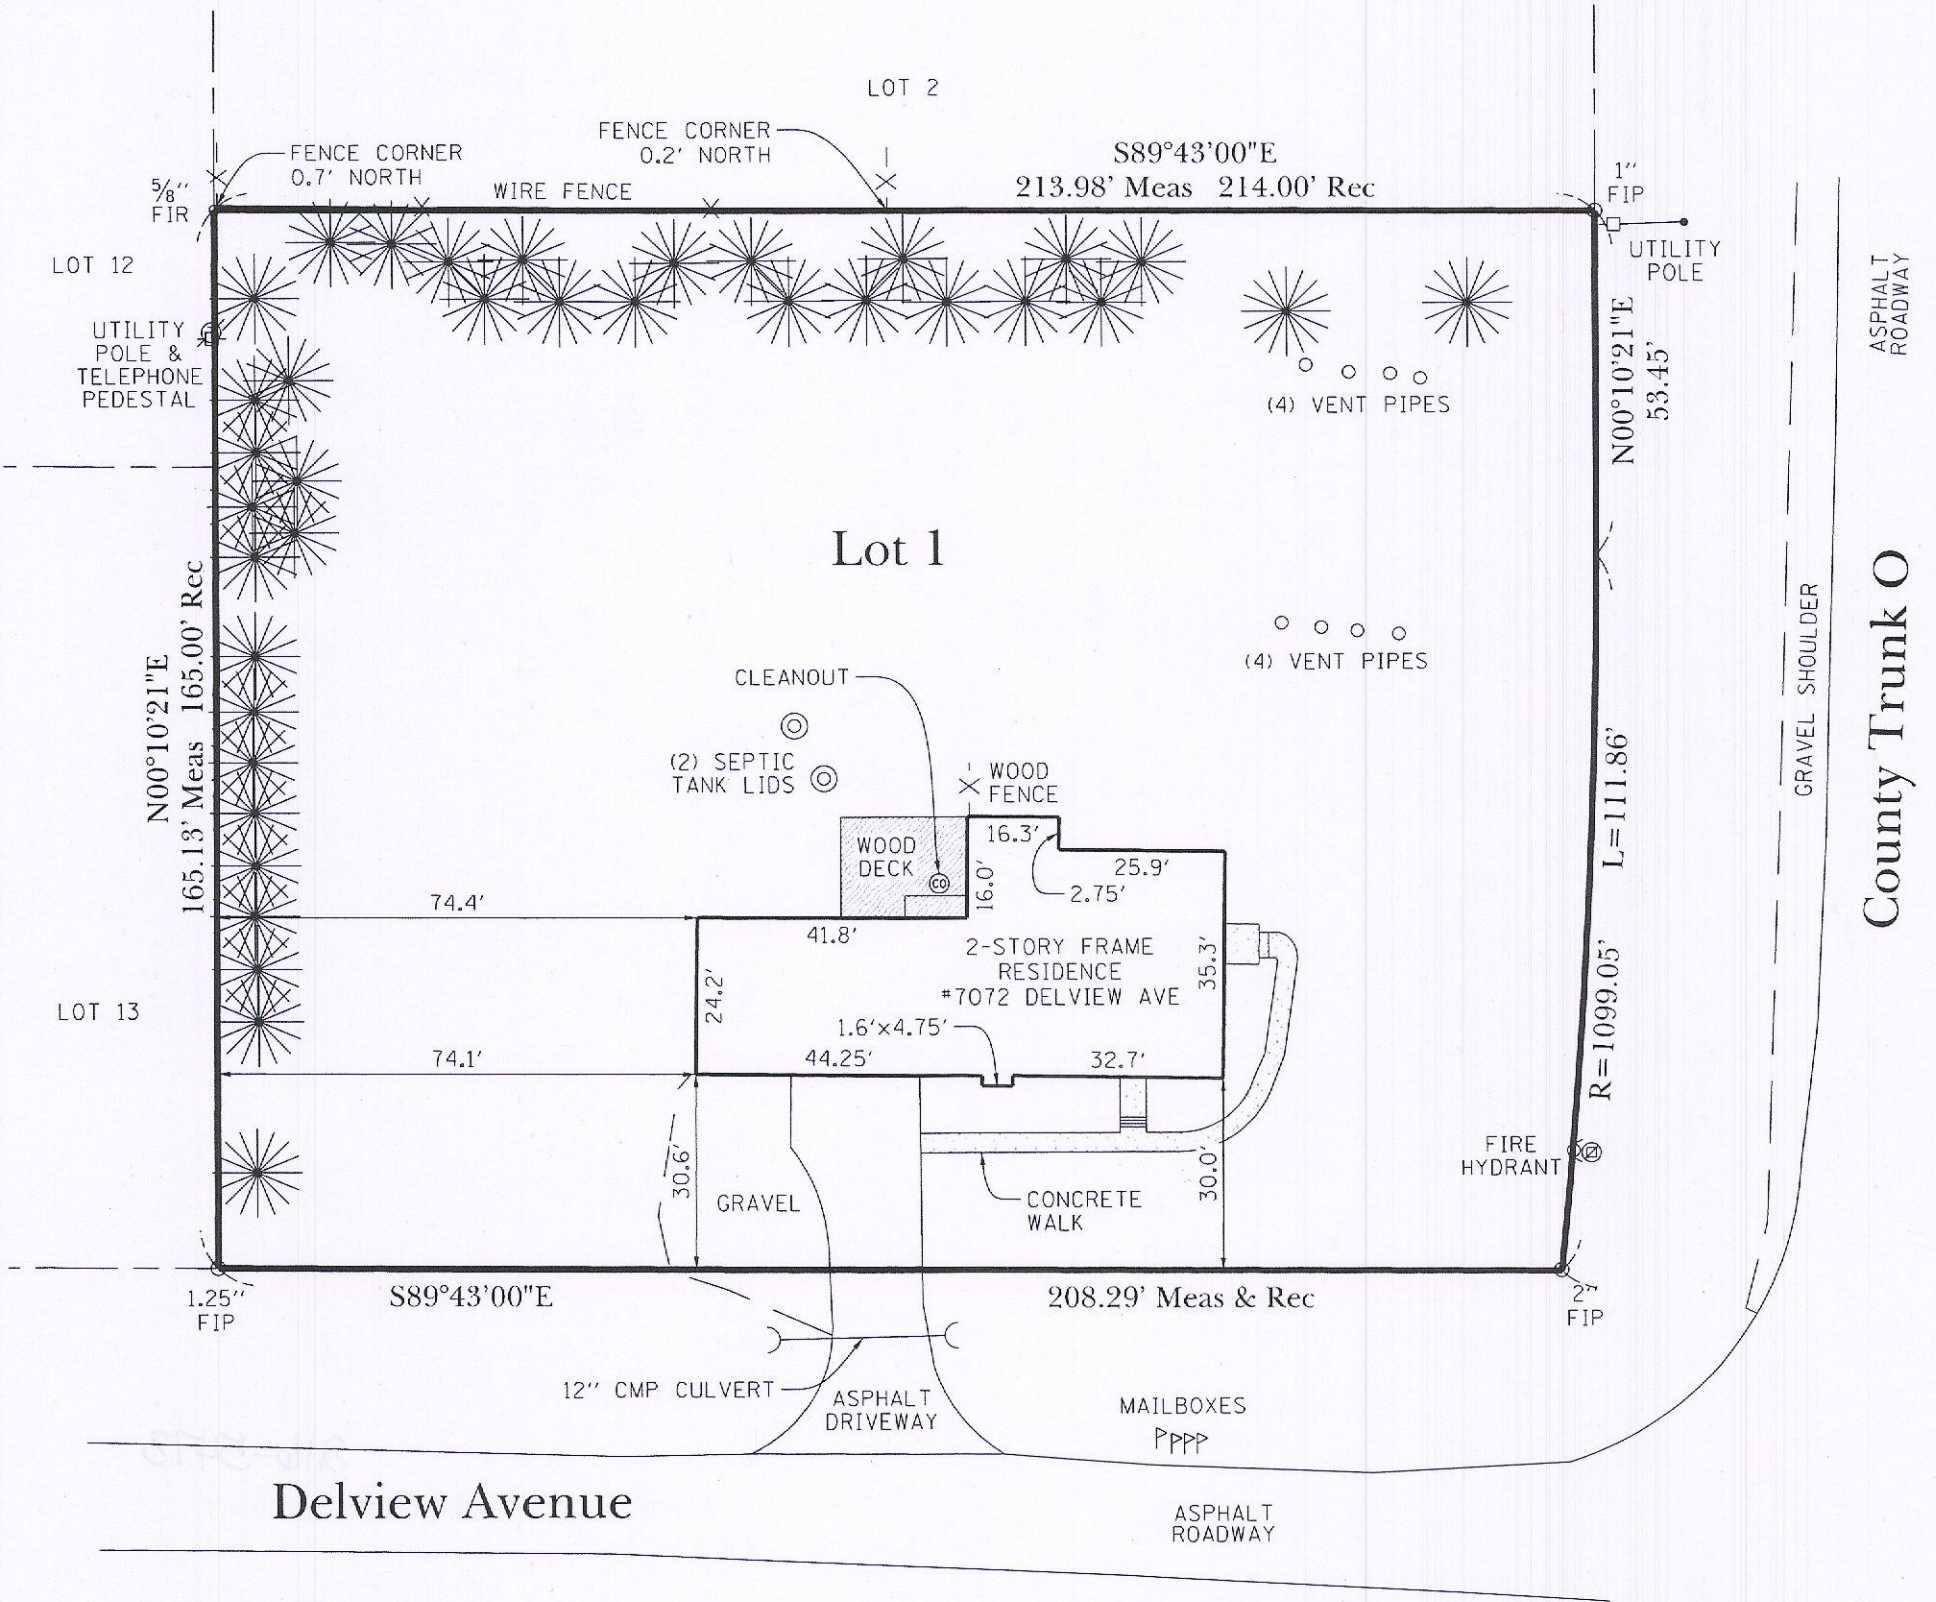 LOT 2
FENCE CORNER
0.2' NORTH
FENCE CORNER
0.7' NORTH
WIRE FENCE
S89°43'00"E
213.98' Meas 214.00' Rec
5/8''
FIR
1''
FIP
UTILITY
POLE
LOT 12
UTILITY
POLE &
TELEPHONE
PEDESTAL
ASPHALT
ROADWAY
N00°10'21"E
53.45'
(4) VENT PIPES
Lot 1
(4) VENT PIPES
GRAVEL SHOULDER
County Trunk O
N00°10'21"E
165.13' Meas 165.00' Rec
CLEANOUT
(2) SEPTIC
TANK LIDS
WOOD
FENCE
L=111.86'
R=1099.05'
WOOD
DECK
CO
16.3'
16.0'
25.9'
2.75'
74.4'
41.8'
2-STORY FRAME
RESIDENCE
#7072 DELVIEW AVE
35.3'
24.2'
LOT 13
1.6'x4.75'
74.1'
44.25'
32.7'
30.6'
GRAVEL
CONCRETE
WALK
30.0'
FIRE
HYDRANT
1.25''
FIP
S89°43'00"E
208.29' Meas & Rec
2''
FIP
12'' CMP CULVERT
ASPHALT
DRIVEWAY
MAILBOXES
Delview Avenue
ASPHALT
ROADWAY